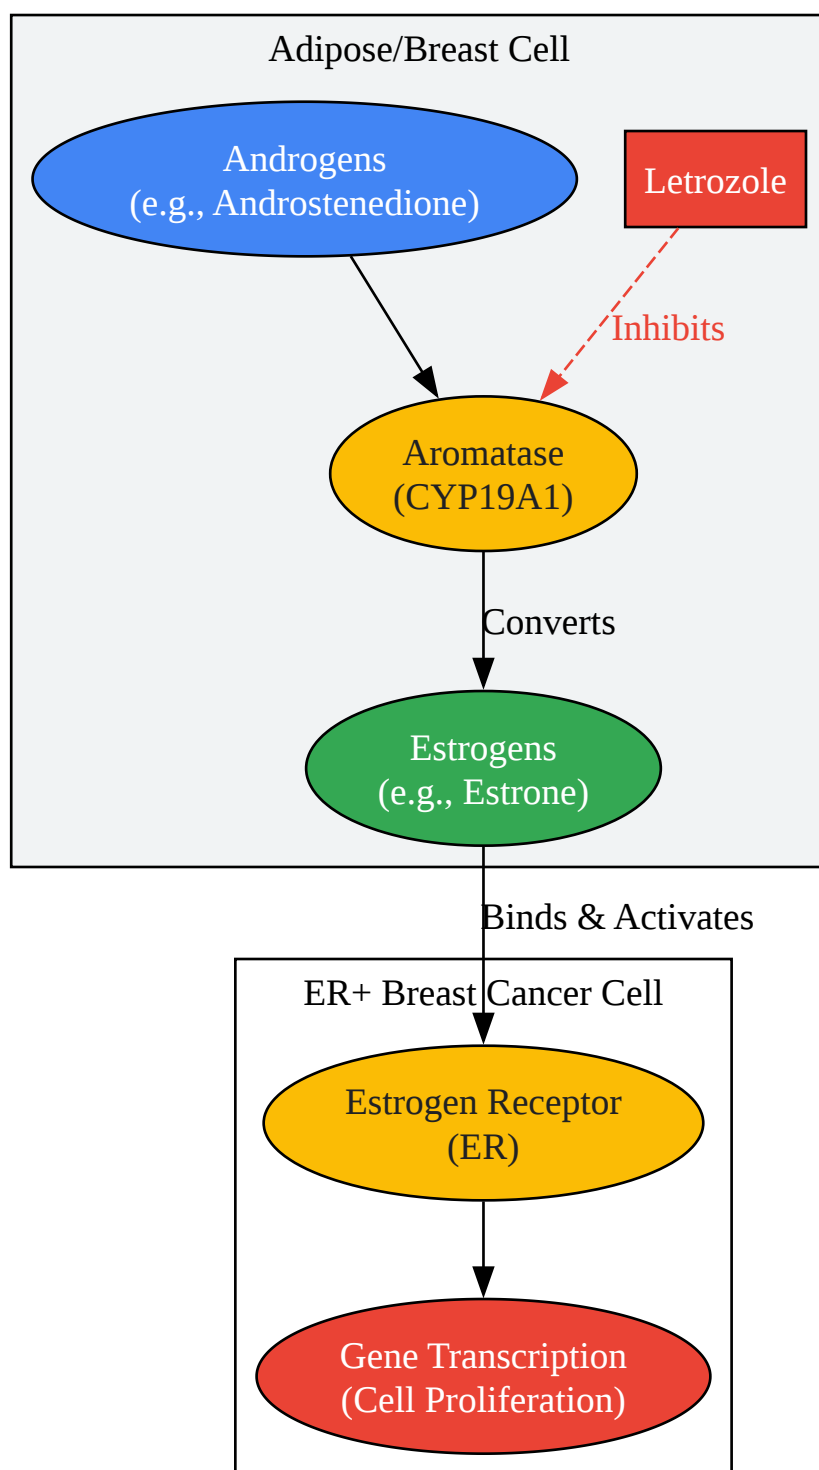 Adipose/Breast Cell
Androgens
(e.g., Androstenedione)
Letrozole
Inhibits
Aromatase
(CYP19A1)
Converts
Estrogens
(e.g., Estrone)
Binds & Activates
ER+ Breast Cancer Cell
Estrogen Receptor
(ER)
Gene Transcription
(Cell Proliferation)